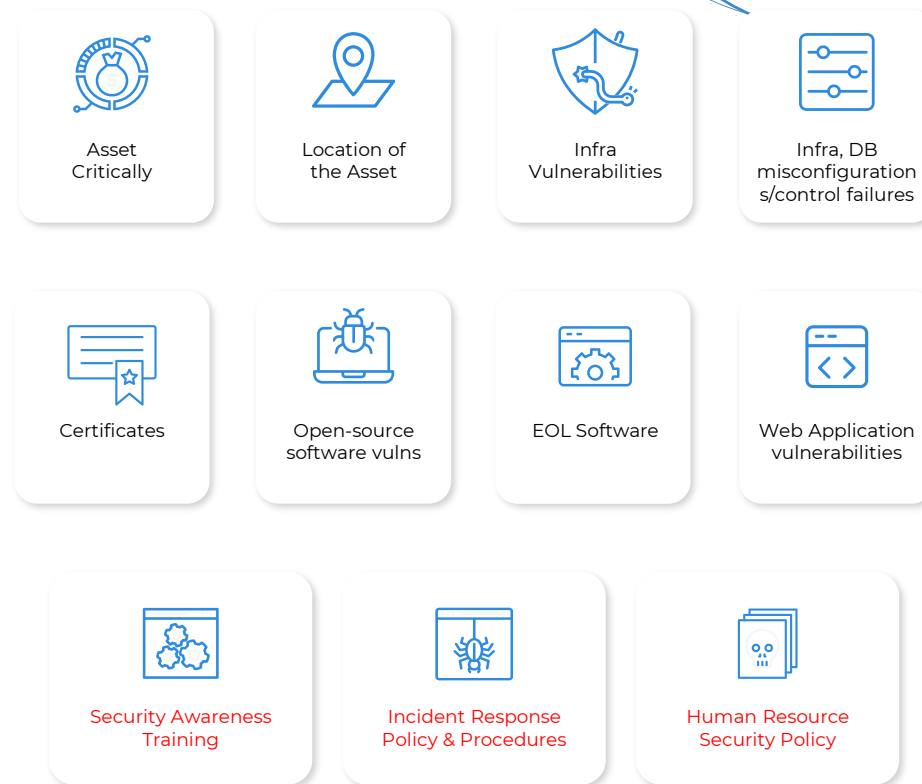 Asset
Critically
Location of
the Asset
Infra
Vulnerabilities
Infra, DB
misconfiguration
s/control failures
Certificates
Open-source
software vulns
EOL Software
Web Application
vulnerabilities
Security Awareness
Training
Incident Response
Policy & Procedures
Human Resource
Security Policy